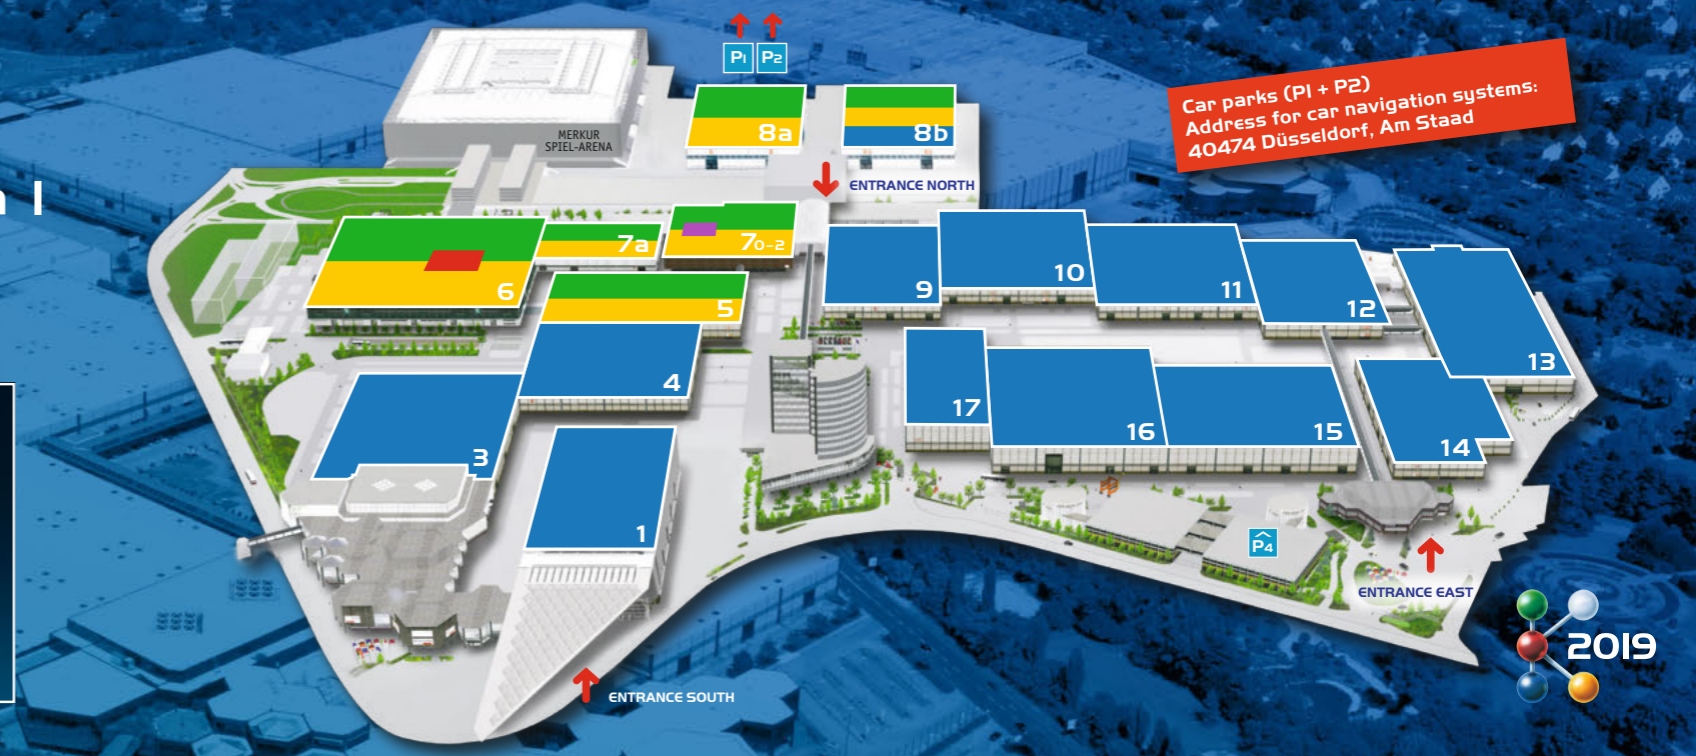 P1 P2
Car parks (P1 + P2)
Address for car navigation systems:
40474 Düsseldorf, Am Staad
MERKUR
SPIEL-ARENA
8a
8b
ENTRANCE NORTH
7a
70-2
6
5
9
10
11
12
13
4
3
17
16
15
14
1
P4
ENTRANCE EAST
ENTRANCE SOUTH
2019